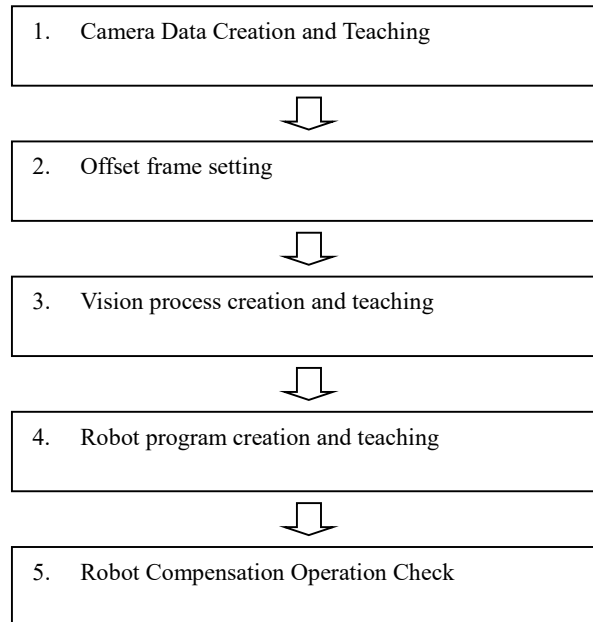 1. Camera Data Creation and Teaching
2. Offset frame setting
3. Vision process creation and teaching
4. Robot program creation and teaching
5. Robot Compensation Operation Check